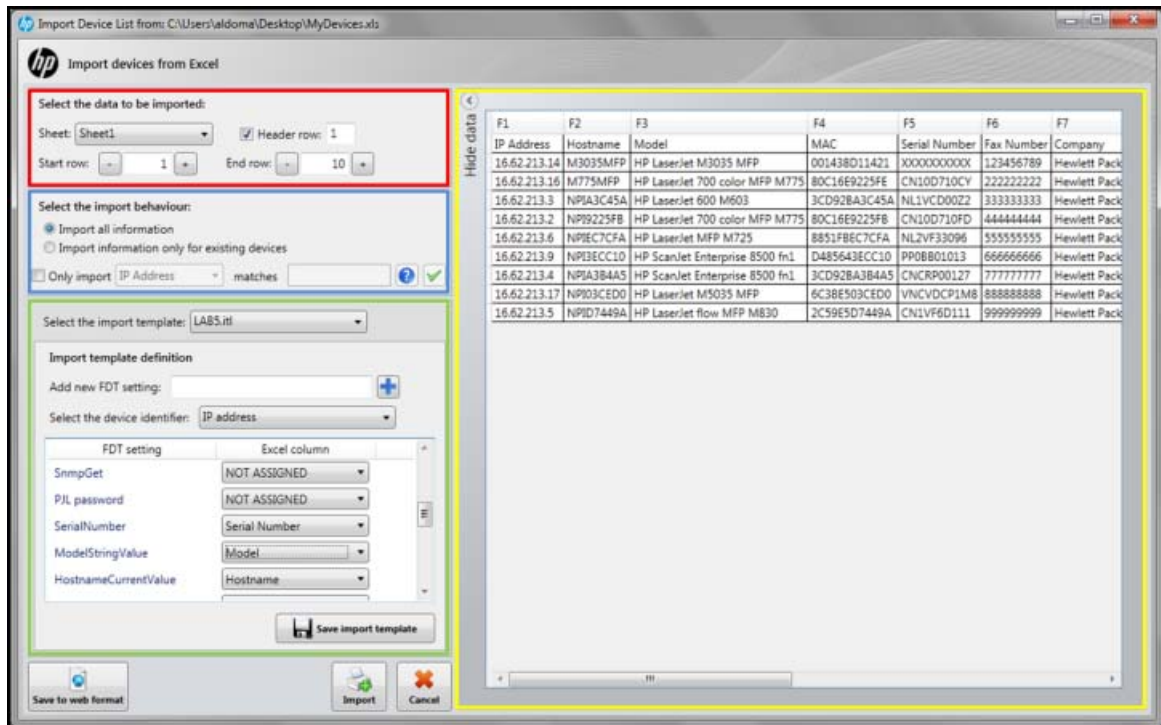 Import Device List from: C:\Users\aldoma\Desktop\MyDevices.xls
hp Import devices from Excel
Select the data to be imported:
Sheet: Sheet1 Header row: 1
Start row: - 1 + End row: - 10 +
Select the import behaviour:
Import all information
Import information only for existing devices
Only import IP Address matches
Select the import template: LAB5.itl
Import template definition
Add new FDT setting:
Select the device identifier: IP address
FDT setting Excel column
SnmpGet NOT ASSIGNED
PJL password NOT ASSIGNED
SerialNumber Serial Number
ModelStringValue Model
HostnameCurrentValue Hostname
Save import template
Save to web format Import Cancel
Hide data
F1 F2 F3 F4 F5 F6 F7
IP Address Hostname Model MAC Serial Number Fax Number Company
16.62.213.14 M3035MFP HP LaserJet M3035 MFP 001438D11421 XXXXXXXXXX 123456789 Hewlett Pack
16.62.213.16 M775MFP HP LaserJet 700 color MFP M775 80C16E9225FE CN10D710CY 222222222 Hewlett Pack
16.62.213.3 NPIA3C45A HP LaserJet 600 M603 3CD92BA3C45A NL1VCD00Z2 333333333 Hewlett Pack
16.62.213.2 NPI9225FB HP LaserJet 700 color MFP M775 80C16E9225FB CN10D710FD 444444444 Hewlett Pack
16.62.213.6 NPIEC7CFA HP LaserJet MFP M725 8851FBEC7CFA NL2VF33096 555555555 Hewlett Pack
16.62.213.9 NPI3ECC10 HP ScanJet Enterprise 8500 fn1 D485643ECC10 PP0BB01013 666666666 Hewlett Pack
16.62.213.4 NPIA3B4A5 HP ScanJet Enterprise 8500 fn1 3CD92BA3B4A5 CNCRP00127 777777777 Hewlett Pack
16.62.213.17 NPI03CED0 HP LaserJet M5035 MFP 6C3BE503CED0 VNCVDCP1M8 888888888 Hewlett Pack
16.62.213.5 NPID7449A HP LaserJet flow MFP M830 2C59E5D7449A CN1VF6D111 999999999 Hewlett Pack